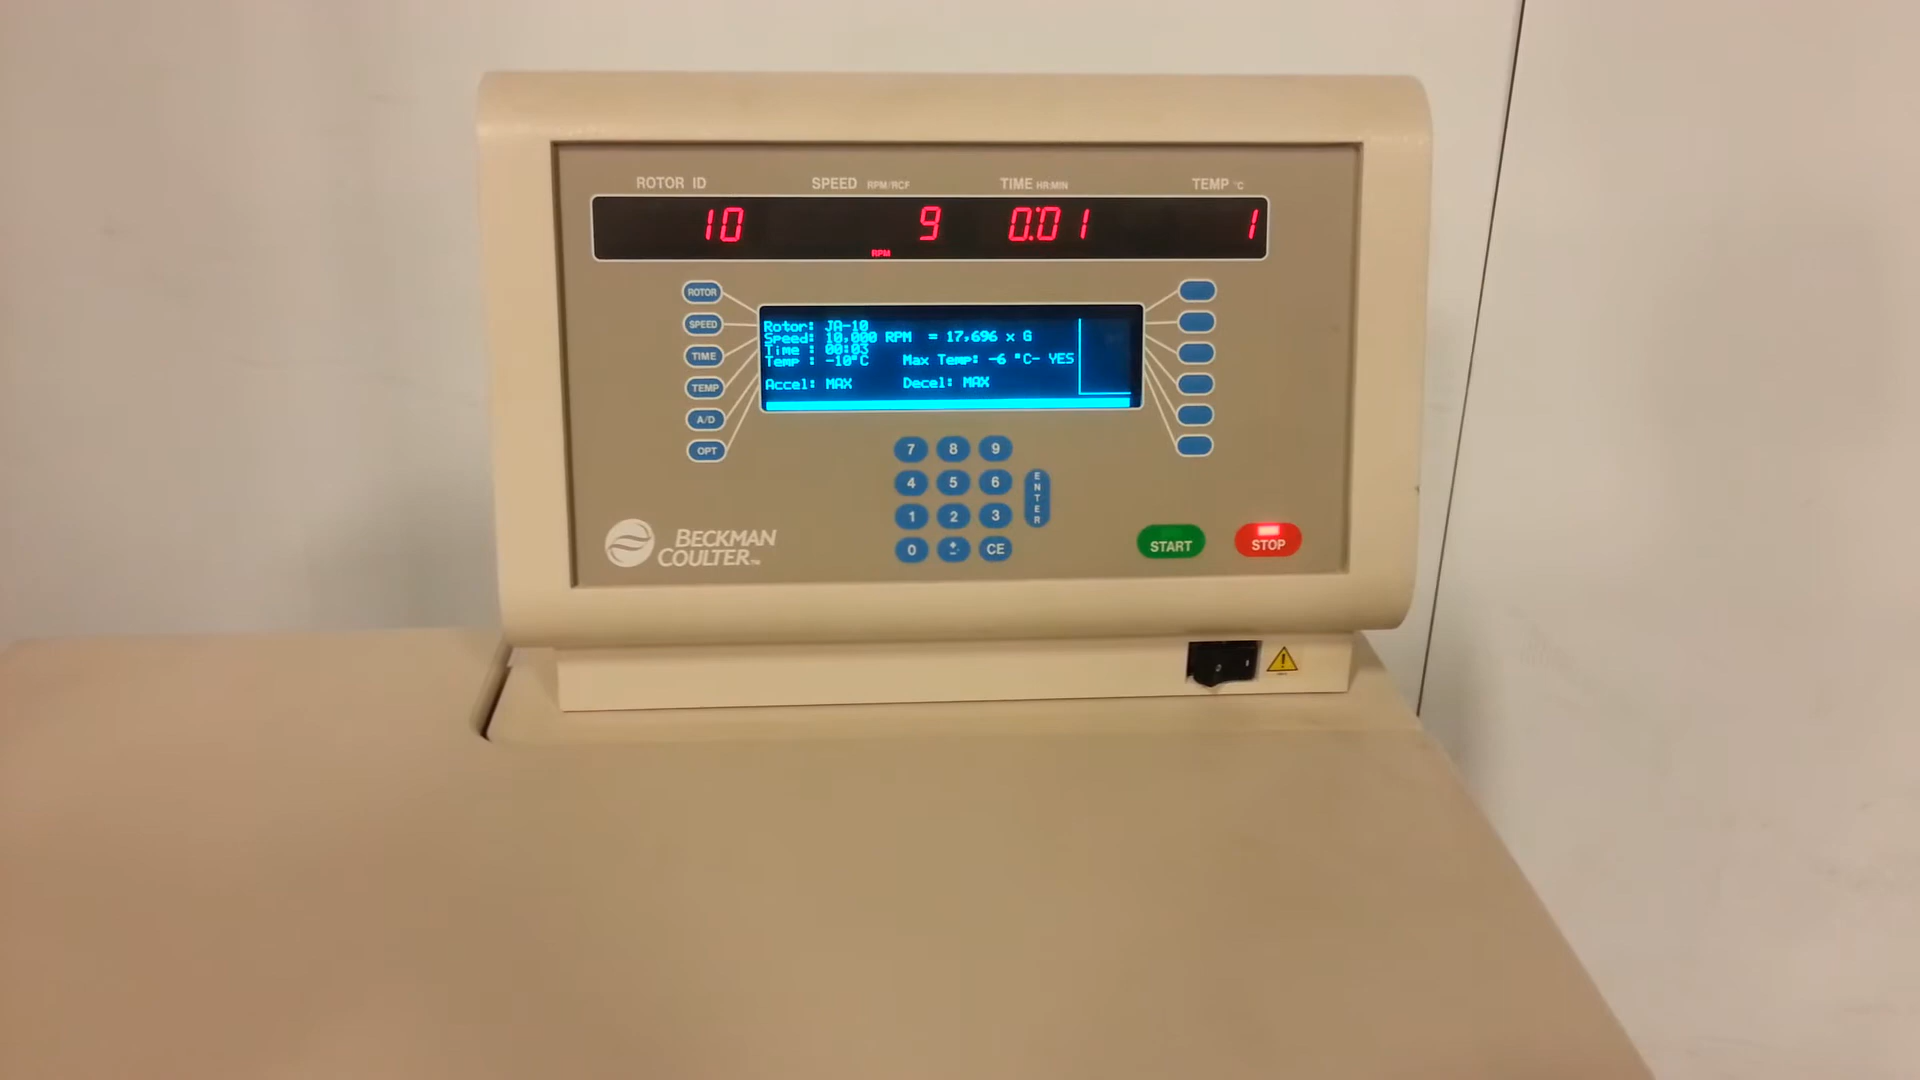 ROTOR ID SPEED RPM/RCF TIME HR:MIN TEMP °C
10 9 0:01 1
RPM
ROTOR
SPEED
TIME
TEMP
A/D
OPT
Rotor: JA-10
Speed: 10,000 RPM = 17,696 x G
Time : 00:03
Temp : -10°C Max Temp: -6 °C- YES
Accel: MAX Decel: MAX
7 8 9
4 5 6
1 2 3
0 +/-. CE
ENTER
BECKMAN
COULTER™
START STOP